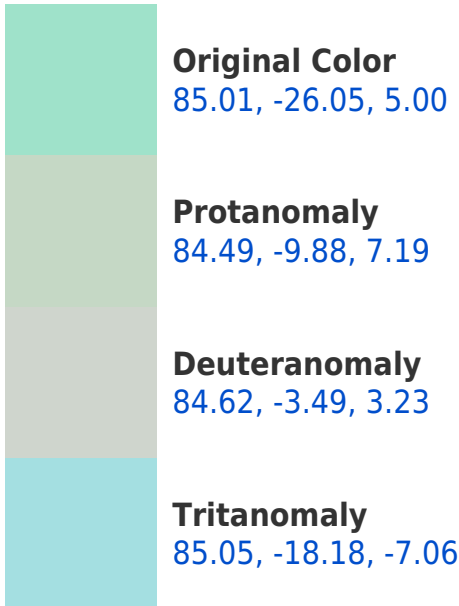 Original Color
85.01, -26.05, 5.00
Protanomaly
84.49, -9.88, 7.19
Deuteranomaly
84.62, -3.49, 3.23
Tritanomaly
85.05, -18.18, -7.06